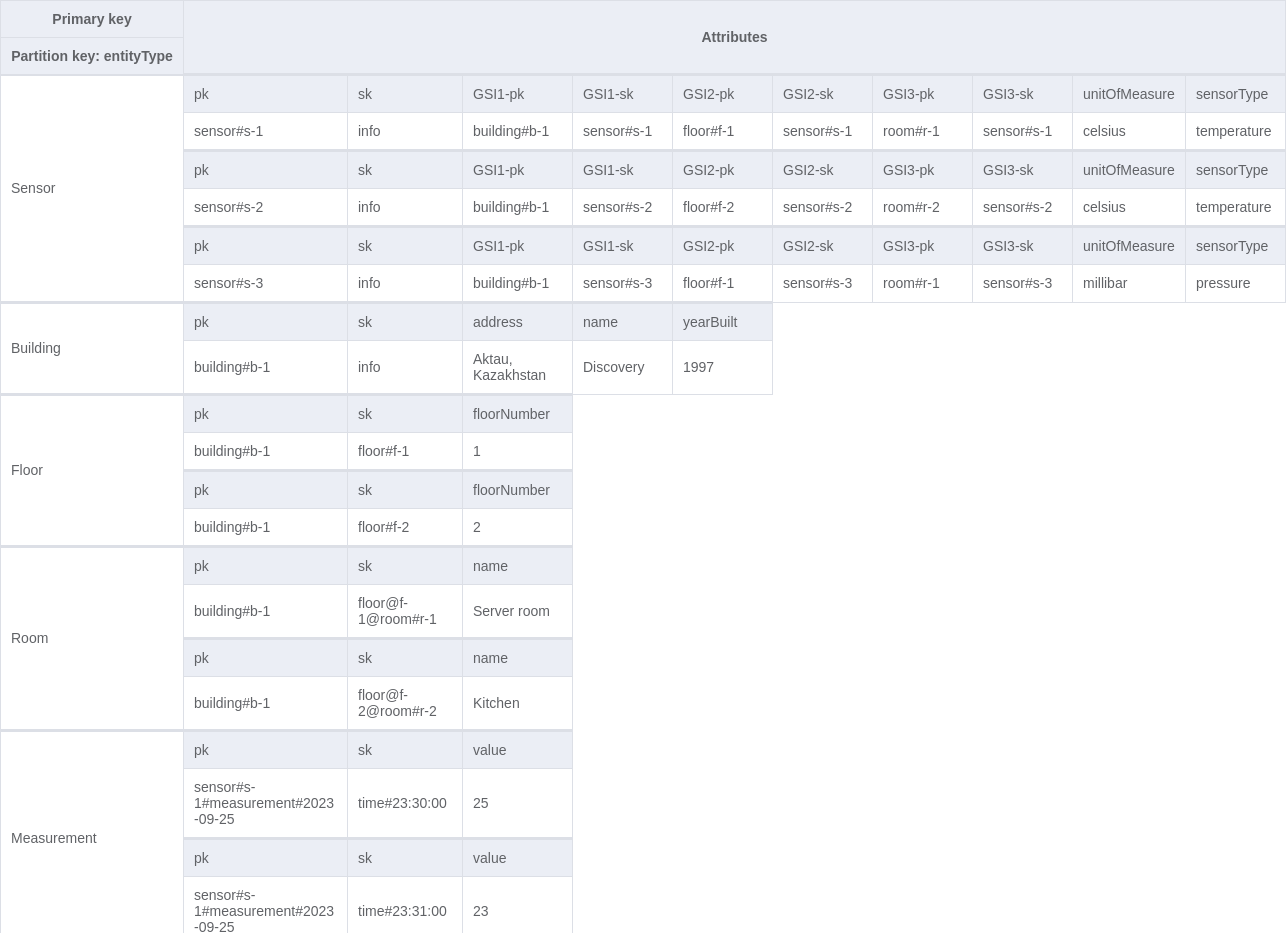 Primary key
Attributes
Partition key: entityType
Sensor
pk sk GSI1-pk GSI1-sk GSI2-pk GSI2-sk GSI3-pk GSI3-sk unitOfMeasure sensorType
sensor#s-1 info building#b-1 sensor#s-1 floor#f-1 sensor#s-1 room#r-1 sensor#s-1 celsius temperature
pk sk GSI1-pk GSI1-sk GSI2-pk GSI2-sk GSI3-pk GSI3-sk unitOfMeasure sensorType
sensor#s-2 info building#b-1 sensor#s-2 floor#f-2 sensor#s-2 room#r-2 sensor#s-2 celsius temperature
pk sk GSI1-pk GSI1-sk GSI2-pk GSI2-sk GSI3-pk GSI3-sk unitOfMeasure sensorType
sensor#s-3 info building#b-1 sensor#s-3 floor#f-1 sensor#s-3 room#r-1 sensor#s-3 millibar pressure
Building
pk sk address name yearBuilt
building#b-1 info Aktau, Discovery 1997
Kazakhstan
Floor
pk sk floorNumber
building#b-1 floor#f-1 1
pk sk floorNumber
building#b-1 floor#f-2 2
Room
pk sk name
building#b-1 floor@f- Server room
1@room#r-1
pk sk name
building#b-1 floor@f- Kitchen
2@room#r-2
Measurement
pk sk value
sensor#s-
1#measurement#2023 time#23:30:00 25
-09-25
pk sk value
sensor#s-
1#measurement#2023 time#23:31:00 23
-09-25